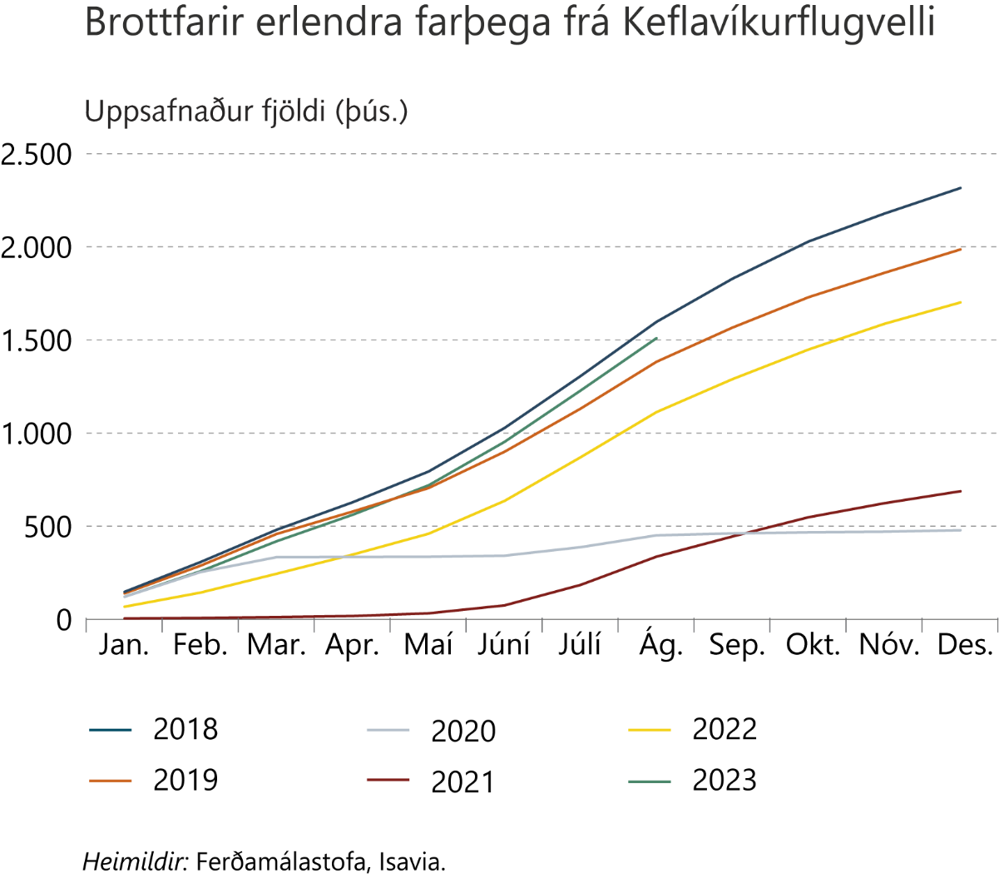 Brottfarir erlendra farþega frá Keflavíkurflugvelli
Uppsafnaður fjöldi (þús.)
2.500
2.000
1.500
1.000
500
0
Jan. Feb. Mar. Apr. Maí Júní Júlí Ág. Sep. Okt. Nóv. Des.
2018 2020 2022
2019 2021 2023
Heimildir: Ferðamálastofa, Isavia.